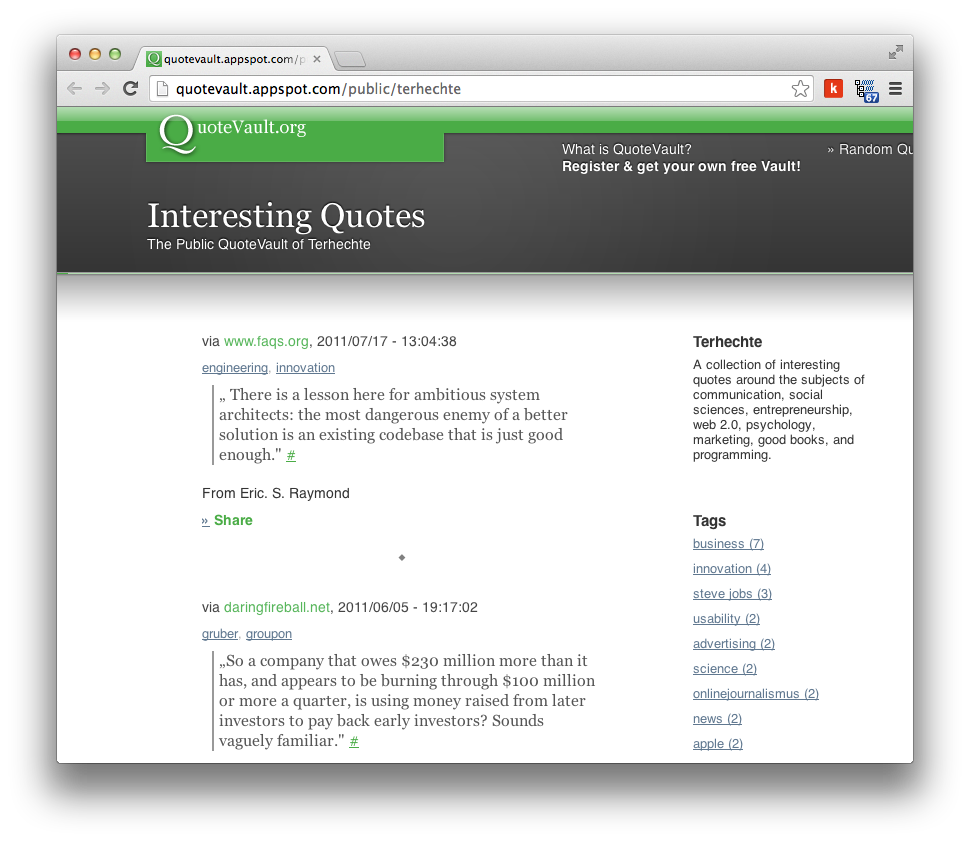 quotevault.appspot.com/p
quotevault.appspot.com/public/terhechte
k
67
QuoteVault.org
What is QuoteVault?
Register & get your own free Vault!
» Random Qu
Interesting Quotes
The Public QuoteVault of Terhechte
via www.faqs.org, 2011/07/17 - 13:04:38
engineering, innovation
„ There is a lesson here for ambitious system
architects: the most dangerous enemy of a better
solution is an existing codebase that is just good
enough." #
From Eric. S. Raymond
» Share
via daringfireball.net, 2011/06/05 - 19:17:02
gruber, groupon
„So a company that owes $230 million more than it
has, and appears to be burning through $100 million
or more a quarter, is using money raised from later
investors to pay back early investors? Sounds
vaguely familiar." #
Terhechte
A collection of interesting
quotes around the subjects of
communication, social
sciences, entrepreneurship,
web 2.0, psychology,
marketing, good books, and
programming.
Tags
business (7)
innovation (4)
steve jobs (3)
usability (2)
advertising (2)
science (2)
onlinejournalismus (2)
news (2)
apple (2)